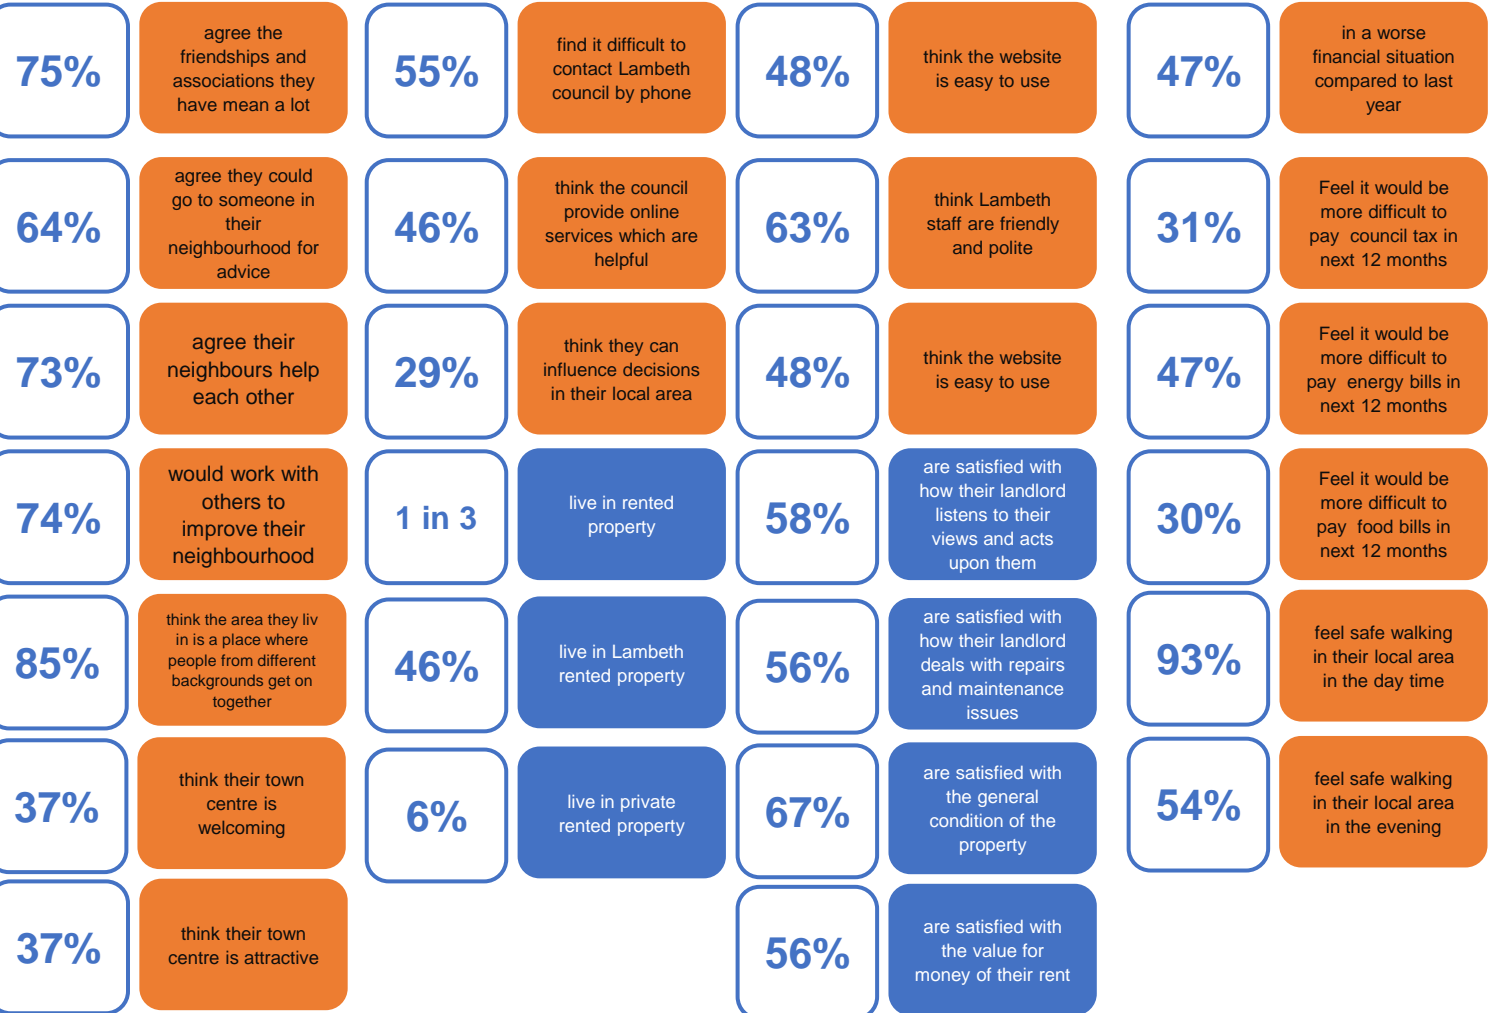 75%
agree the
friendships and
associations they
have mean a lot
55%
find it difficult to
contact Lambeth
council by phone
48%
think the website
is easy to use
47%
in a worse
financial situation
compared to last
year
64%
agree they could
go to someone in
their
neighbourhood for
advice
46%
think the council
provide online
services which are
helpful
63%
think Lambeth
staff are friendly
and polite
31%
Feel it would be
more difficult to
pay council tax in
next 12 months
73%
agree their
neighbours help
each other
29%
think they can
influence decisions
in their local area
48%
think the website
is easy to use
47%
Feel it would be
more difficult to
pay energy bills in
next 12 months
74%
would work with
others to
improve their
neighbourhood
1 in 3
live in rented
property
58%
are satisfied with
how their landlord
listens to their
views and acts
upon them
30%
Feel it would be
more difficult to
pay food bills in
next 12 months
85%
think the area they liv
in is a place where
people from different
backgrounds get on
together
46%
live in Lambeth
rented property
56%
are satisfied with
how their landlord
deals with repairs
and maintenance
issues
93%
feel safe walking
in their local area
in the day time
37%
think their town
centre is
welcoming
6%
live in private
rented property
67%
are satisfied with
the general
condition of the
property
54%
feel safe walking
in their local area
in the evening
37%
think their town
centre is attractive
56%
are satisfied with
the value for
money of their rent